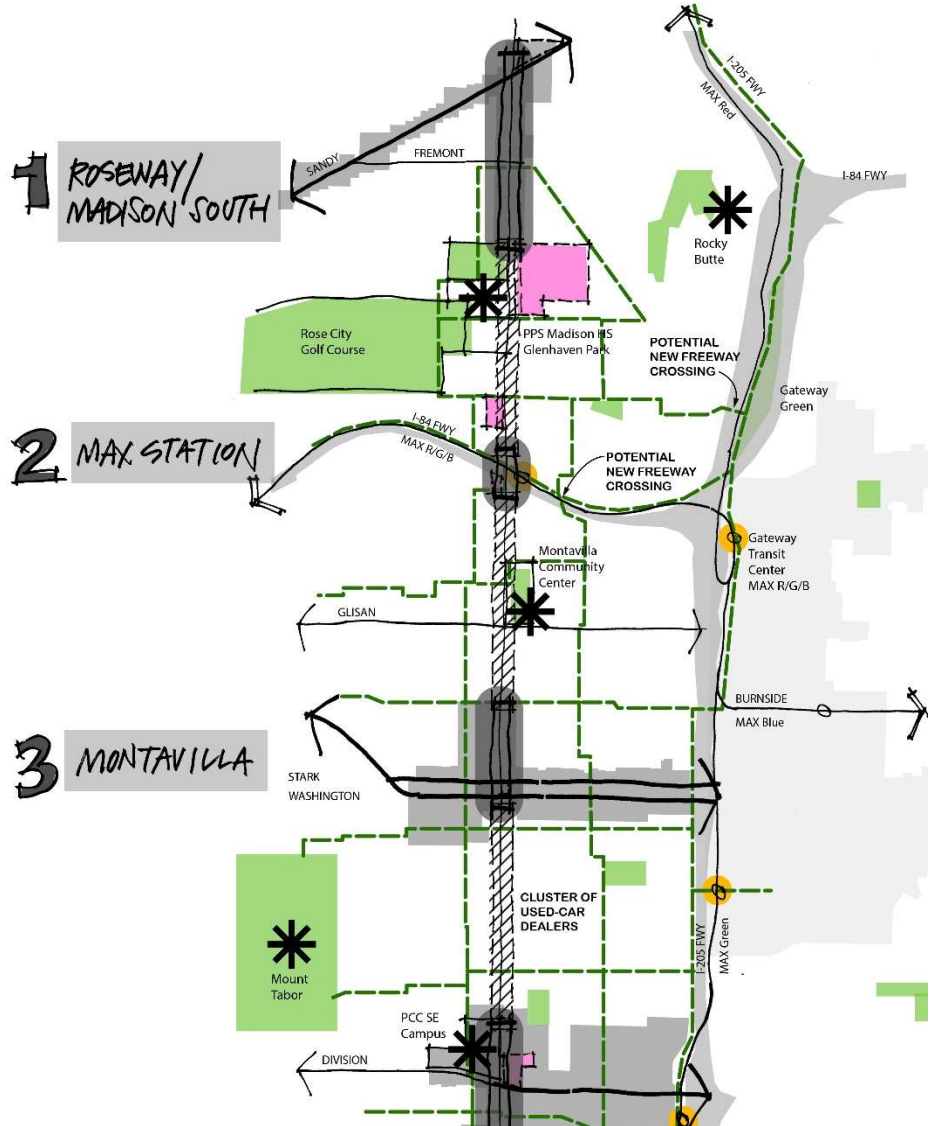 I-205 FWY
MAX Red
SANDY
FREMONT
I-84 FWY
1 ROSEWAY/
MADISON SOUTH
Rocky
Butte
Rose City
Golf Course
PPS Madison HS
Glenhaven Park
POTENTIAL
NEW FREEWAY
CROSSING
Gateway
Green
I-84 FWY
MAX R/G/B
2 MAX STATION
POTENTIAL
NEW FREEWAY
CROSSING
Gateway
Transit
Center
MAX R/G/B
Montavilla
Community
Center
GLISAN
BURNSIDE
MAX Blue
3 MONTAVILLA
STARK
WASHINGTON
CLUSTER OF
USED-CAR
DEALERS
I-205 FWY
MAX Green
Mount
Tabor
PCC SE
Campus
DIVISION